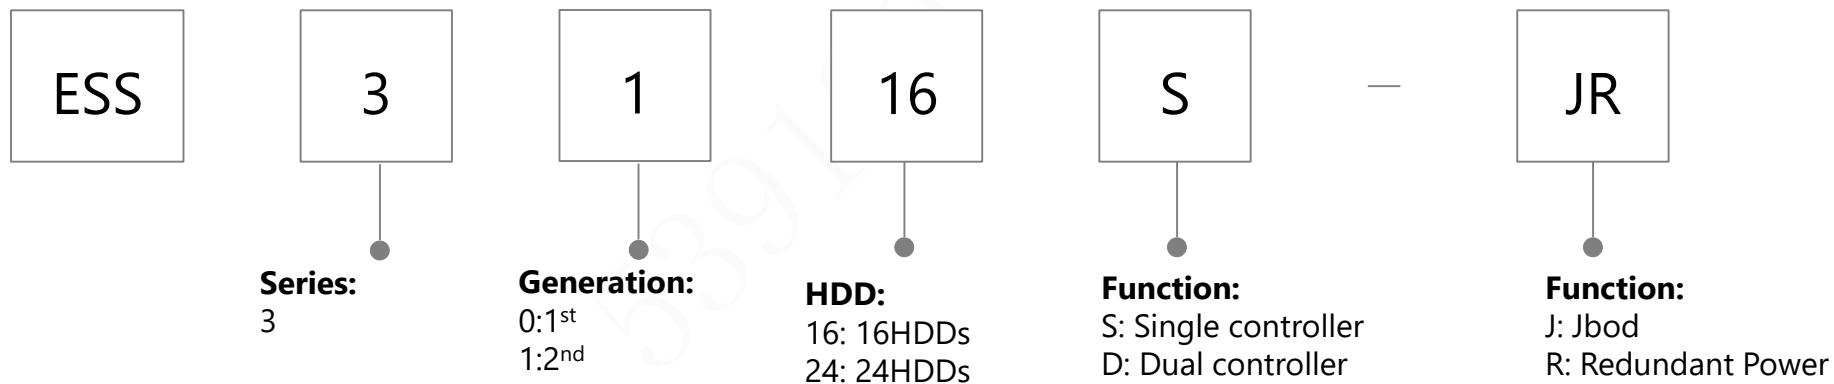 ESS 3 1 16 S — JR
Series:
3
Generation:
0:1st
1:2nd
HDD:
16: 16HDDs
24: 24HDDs
Function:
S: Single controller
D: Dual controller
Function:
J: Jbod
R: Redundant Power